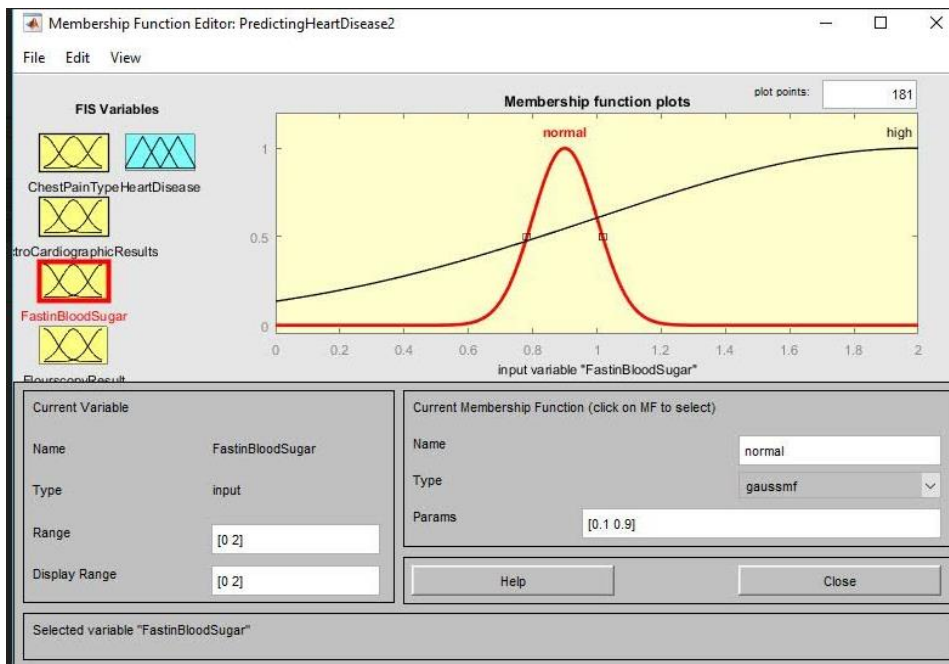 Membership Function Editor: PredictingHeartDisease2
File Edit View
FIS Variables
ChestPainType HeartDisease
troCardiographicResults
FastinBloodSugar
FlourscopyResult
Membership function plots
plot points: 181
normal
high
1
0.5
0
0 0.2 0.4 0.6 0.8 1 1.2 1.4 1.6 1.8 2
input variable "FastinBloodSugar"
Current Variable
Name FastinBloodSugar
Type input
Range [0 2]
Display Range [0 2]
Current Membership Function (click on MF to select)
Name normal
Type gaussmf
Params [0.1 0.9]
Help Close
Selected variable "FastinBloodSugar"